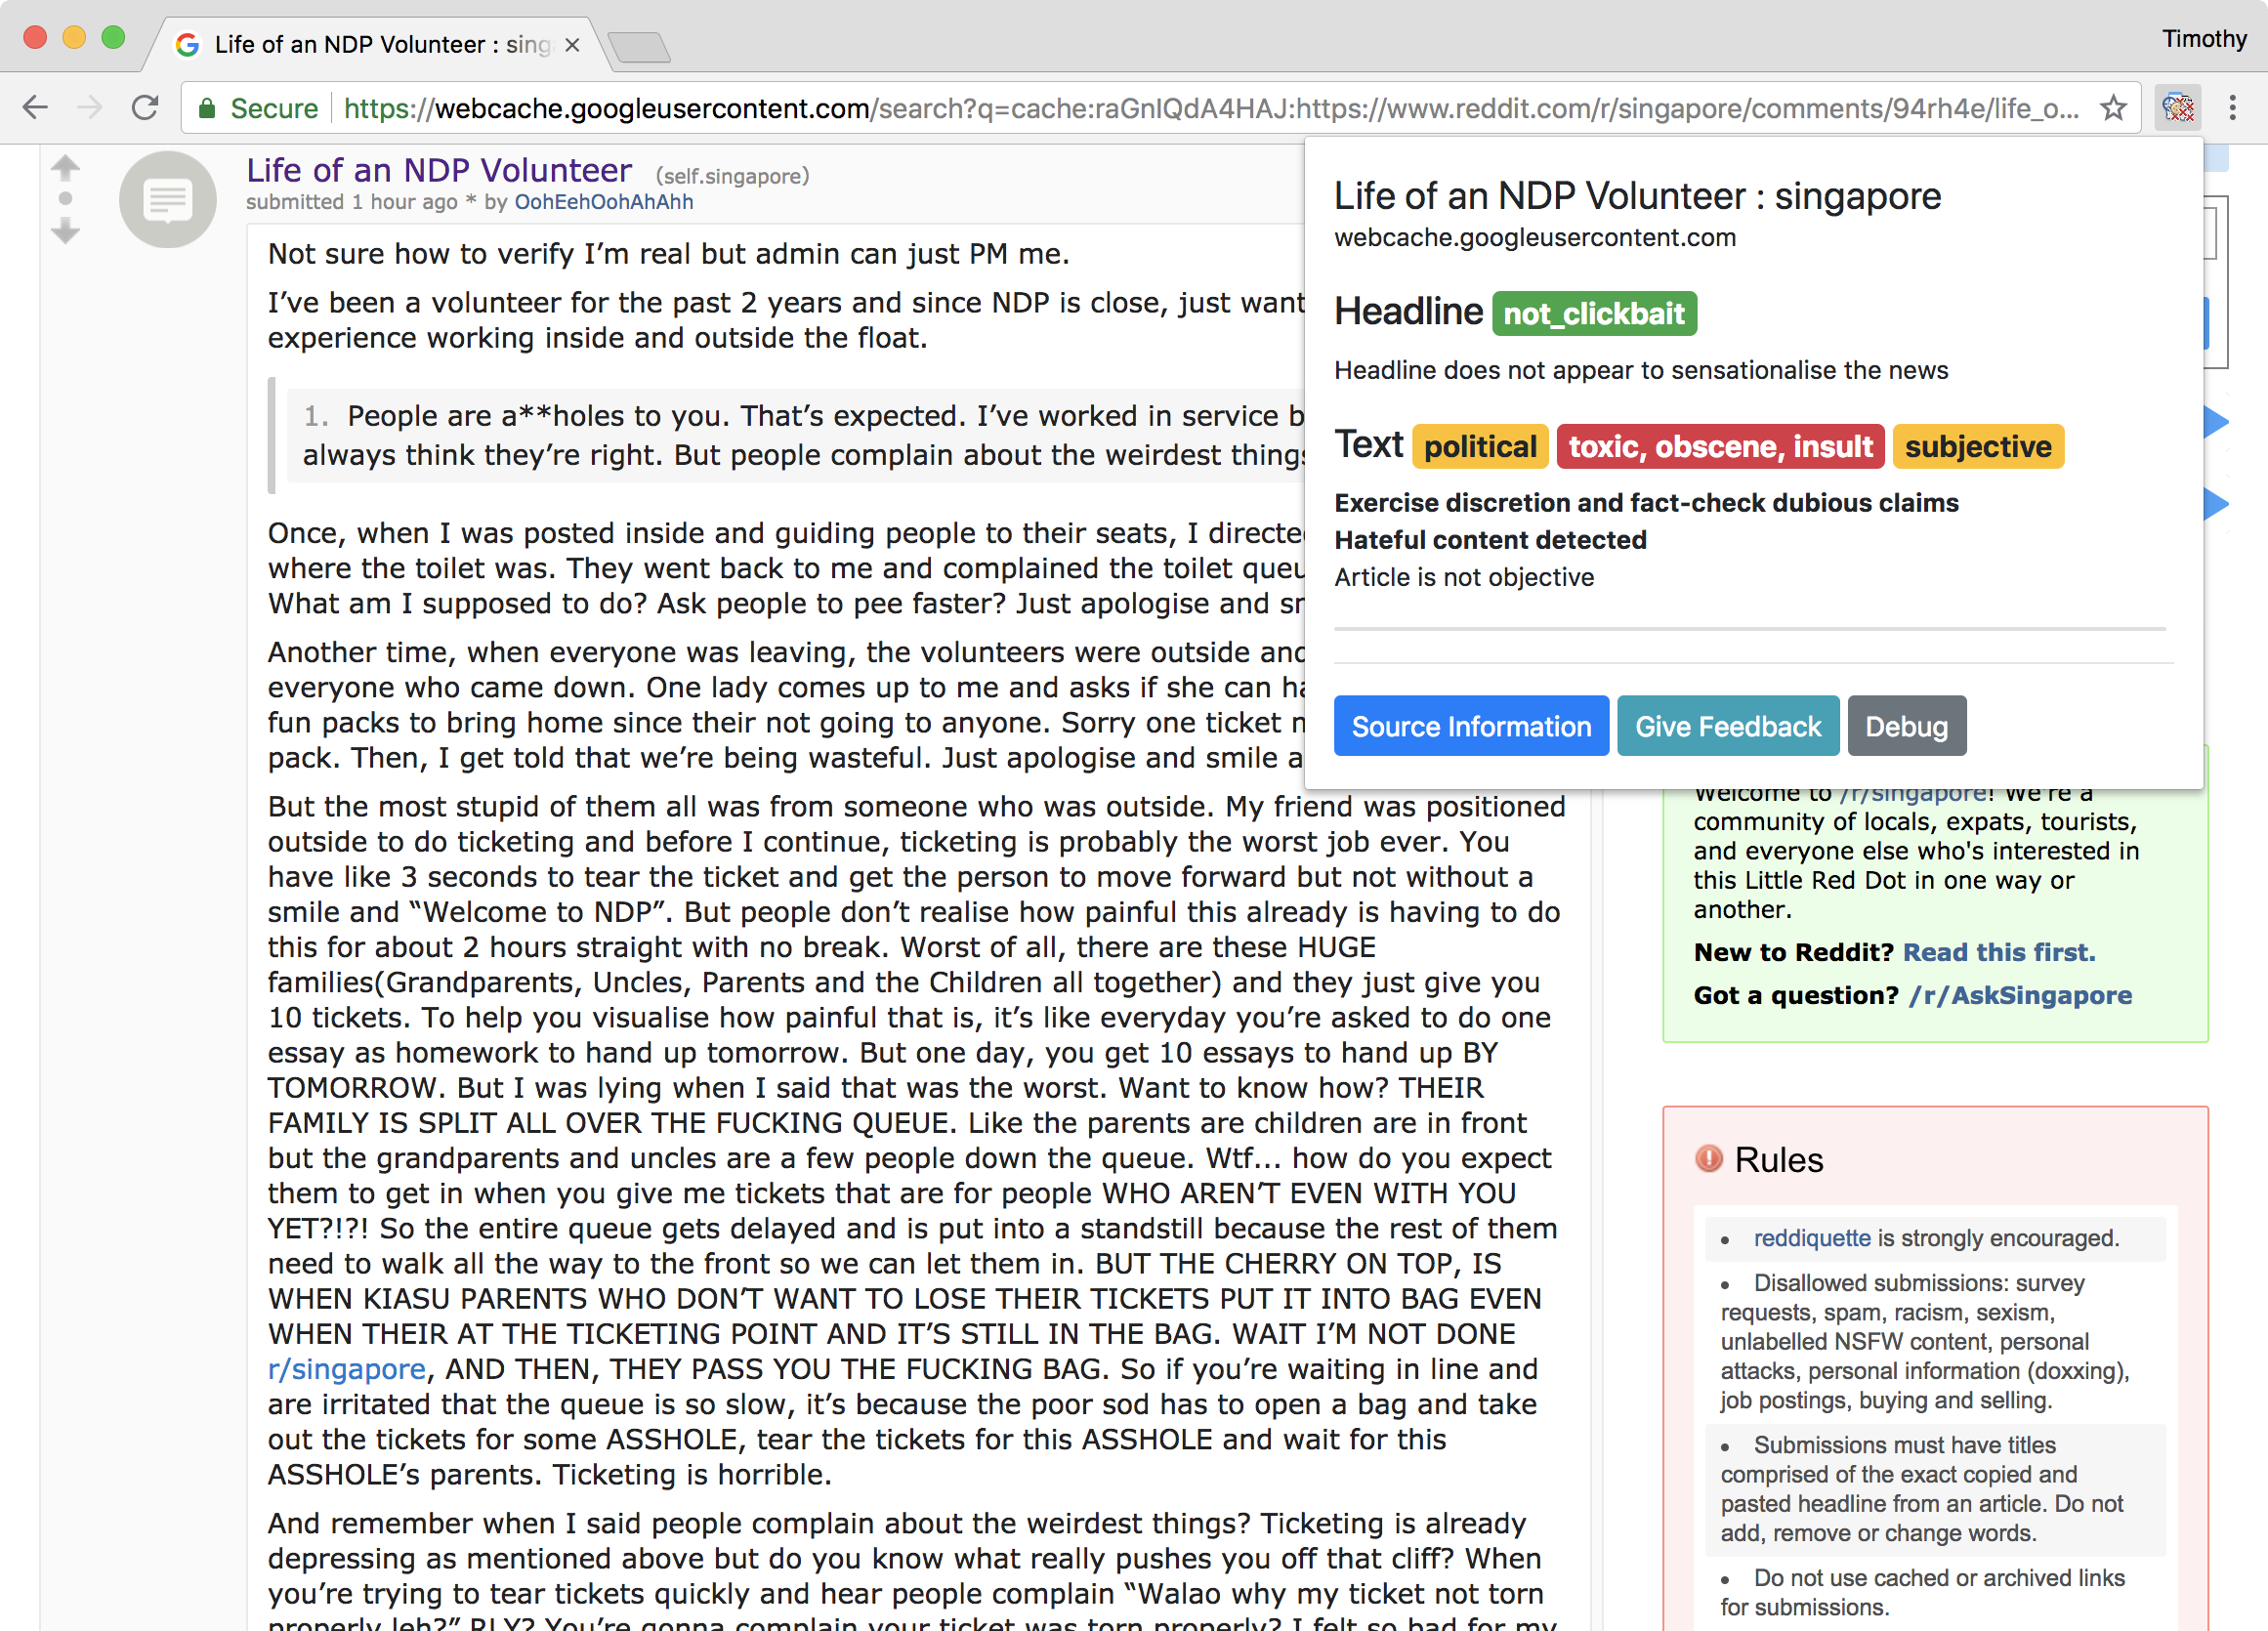 Life of an NDP Volunteer : sing
Timothy
Secure
https://webcache.googleusercontent.com/search?q=cache:raGnIQdA4HAJ:https://www.reddit.com/r/singapore/comments/94rh4e/life_o...
Life of an NDP Volunteer (self.singapore)
submitted 1 hour ago * by OohEehOohAhAhh
Not sure how to verify I’m real but admin can just PM me.
I’ve been a volunteer for the past 2 years and since NDP is close, just want
experience working inside and outside the float.
1. People are a**holes to you. That’s expected. I’ve worked in service b
always think they’re right. But people complain about the weirdest things
Once, when I was posted inside and guiding people to their seats, I directe
where the toilet was. They went back to me and complained the toilet queu
What am I supposed to do? Ask people to pee faster? Just apologise and sm
Another time, when everyone was leaving, the volunteers were outside and
everyone who came down. One lady comes up to me and asks if she can ha
fun packs to bring home since their not going to anyone. Sorry one ticket
pack. Then, I get told that we’re being wasteful. Just apologise and smile a
But the most stupid of them all was from someone who was outside. My friend was positioned
outside to do ticketing and before I continue, ticketing is probably the worst job ever. You
have like 3 seconds to tear the ticket and get the person to move forward but not without a
smile and “Welcome to NDP”. But people don’t realise how painful this already is having to do
this for about 2 hours straight with no break. Worst of all, there are these HUGE
families(Grandparents, Uncles, Parents and the Children all together) and they just give you
10 tickets. To help you visualise how painful that is, it’s like everyday you’re asked to do one
essay as homework to hand up tomorrow. But one day, you get 10 essays to hand up BY
TOMORROW. But I was lying when I said that was the worst. Want to know how? THEIR
FAMILY IS SPLIT ALL OVER THE FUCKING QUEUE. Like the parents are children are in front
but the grandparents and uncles are a few people down the queue. Wtf... how do you expect
them to get in when you give me tickets that are for people WHO AREN’T EVEN WITH YOU
YET?!?! So the entire queue gets delayed and is put into a standstill because the rest of them
need to walk all the way to the front so we can let them in. BUT THE CHERRY ON TOP, IS
WHEN KIASU PARENTS WHO DON’T WANT TO LOSE THEIR TICKETS PUT IT INTO BAG EVEN
WHEN THEIR AT THE TICKETING POINT AND IT’S STILL IN THE BAG. WAIT I’M NOT DONE
r/singapore, AND THEN, THEY PASS YOU THE FUCKING BAG. So if you’re waiting in line and
are irritated that the queue is so slow, it’s because the poor sod has to open a bag and take
out the tickets for some ASSHOLE, tear the tickets for this ASSHOLE and wait for this
ASSHOLE’s parents. Ticketing is horrible.
And remember when I said people complain about the weirdest things? Ticketing is already
depressing as mentioned above but do you know what really pushes you off that cliff? When
you’re trying to tear tickets quickly and hear people complain “Walao why my ticket not torn
properly leh?” RLY? You’re gonna complain your ticket was torn properly? I felt so bad for my
Life of an NDP Volunteer : singapore
webcache.googleusercontent.com
Headline not_clickbait
Headline does not appear to sensationalise the news
Text political toxic, obscene, insult subjective
Exercise discretion and fact-check dubious claims
Hateful content detected
Article is not objective
Source Information Give Feedback Debug
Welcome to /r/singapore! We're a
community of locals, expats, tourists,
and everyone else who's interested in
this Little Red Dot in one way or
another.
New to Reddit? Read this first.
Got a question? /r/AskSingapore
Rules
• reddiquette is strongly encouraged.
• Disallowed submissions: survey
requests, spam, racism, sexism,
unlabelled NSFW content, personal
attacks, personal information (doxxing),
job postings, buying and selling.
• Submissions must have titles
comprised of the exact copied and
pasted headline from an article. Do not
add, remove or change words.
• Do not use cached or archived links
for submissions.